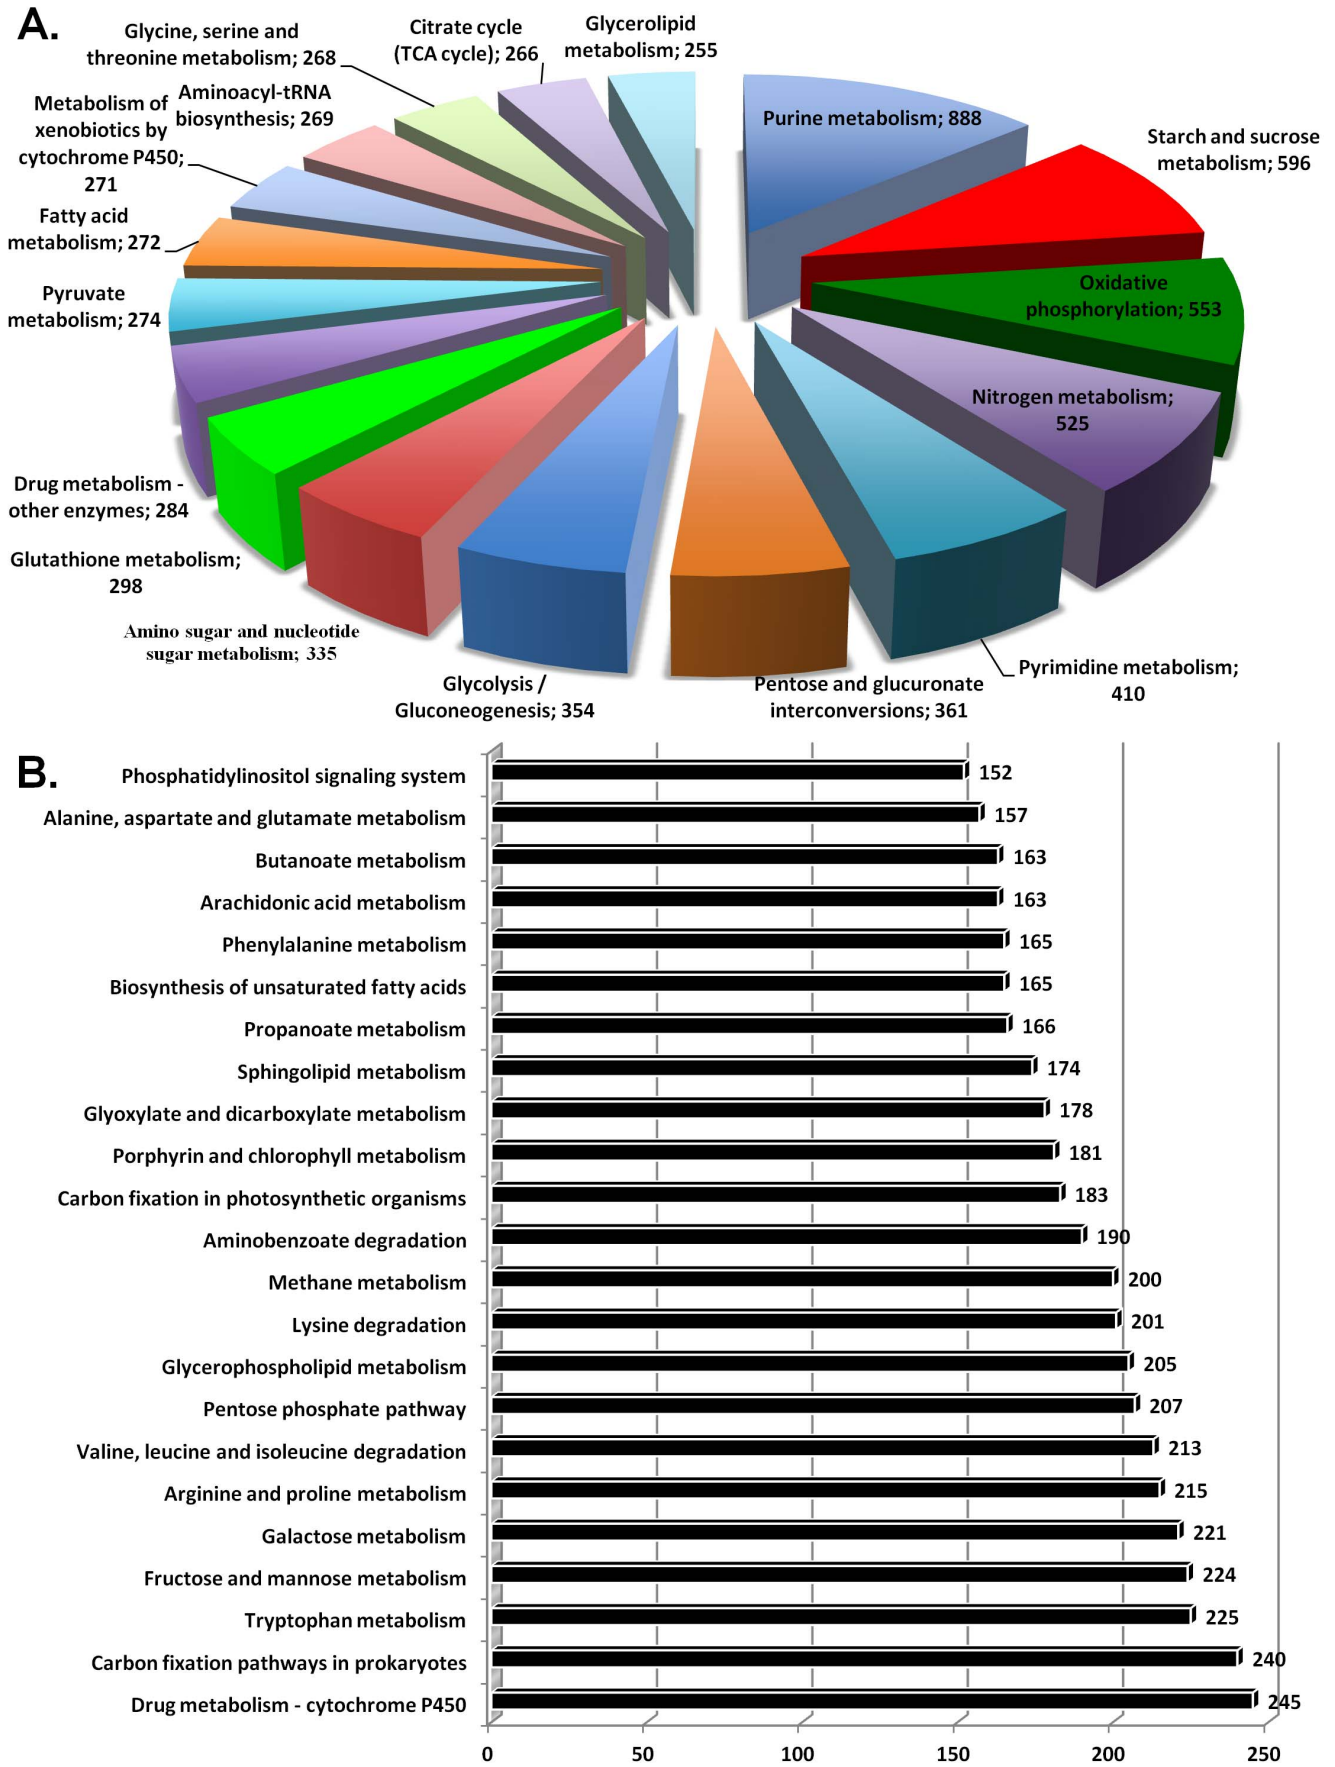 A.
Glycine, serine and
threonine metabolism; 268
Citrate cycle
(TCA cycle); 266
Glycerolipid
metabolism; 255
Purine metabolism; 888
Starch and sucrose
metabolism; 596
Oxidative
phosphorylation; 553
Nitrogen metabolism;
525
Pyrimidine metabolism;
410
Pentose and glucuronate
interconversions; 361
Glycolysis /
Gluconeogenesis; 354
Amino sugar and nucleotide
sugar metabolism; 335
Glutathione metabolism;
298
Drug metabolism -
other enzymes; 284
Pyruvate
metabolism; 274
Fatty acid
metabolism; 272
Metabolism of
xenobiotics by
cytochrome P450;
271
Aminoacyl-tRNA
biosynthesis; 269
B.
Phosphatidylinositol signaling system 152
Alanine, aspartate and glutamate metabolism 157
Butanoate metabolism 163
Arachidonic acid metabolism 163
Phenylalanine metabolism 165
Biosynthesis of unsaturated fatty acids 165
Propanoate metabolism 166
Sphingolipid metabolism 174
Glyoxylate and dicarboxylate metabolism 178
Porphyrin and chlorophyll metabolism 181
Carbon fixation in photosynthetic organisms 183
Aminobenzoate degradation 190
Methane metabolism 200
Lysine degradation 201
Glycerophospholipid metabolism 205
Pentose phosphate pathway 207
Valine, leucine and isoleucine degradation 213
Arginine and proline metabolism 215
Galactose metabolism 221
Fructose and mannose metabolism 224
Tryptophan metabolism 225
Carbon fixation pathways in prokaryotes 240
Drug metabolism - cytochrome P450 245
0 50 100 150 200 250